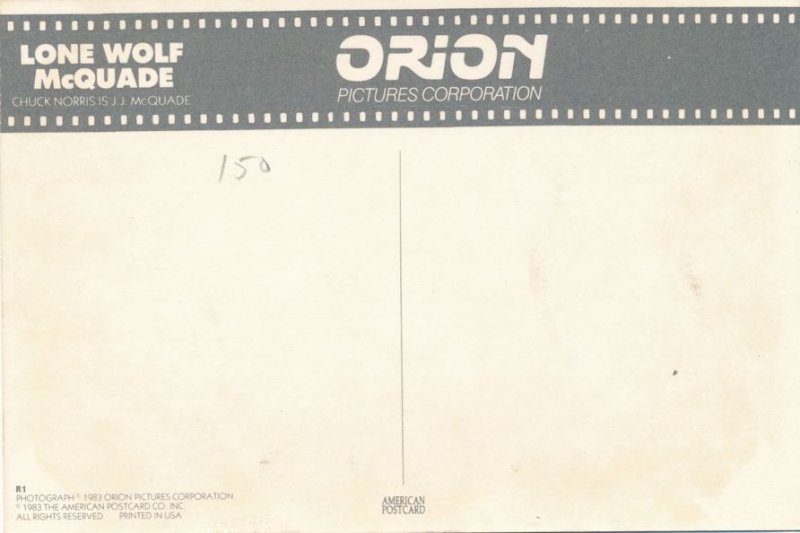 LONE WOLF
McQUADE
CHUCK NORRIS IS J.J. McQUADE
ORION
PICTURES CORPORATION
150
R1
PHOTOGRAPH © 1983 ORION PICTURES CORPORATION
© 1983 THE AMERICAN POSTCARD CO. INC.
ALL RIGHTS RESERVED PRINTED IN USA
AMERICAN
POSTCARD